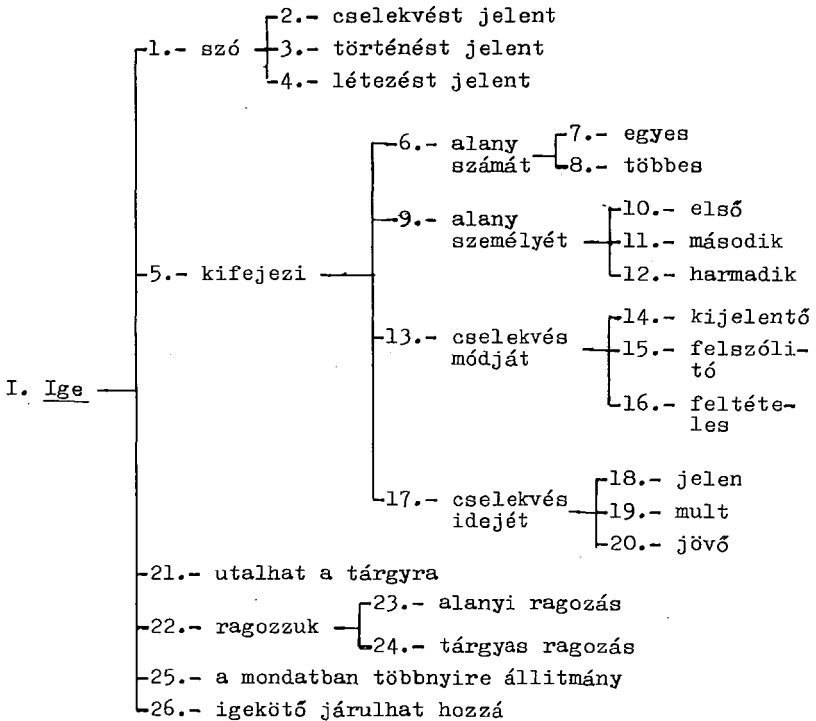 2.- cselekvést jelent
1.- szó
3.- történést jelent
4.- létezést jelent
6.- alany
számát
7.- egyes
8.- többes
9.- alany
személyét
10.- első
11.- második
12.- harmadik
5.- kifejezi
13.- cselekvés
módját
14.- kijelentő
15.- felszóli-
tó
16.- feltéte-
les
I. Ige
17.- cselekvés
idejét
18.- jelen
19.- mult
20.- jövő
21.- utalhat a tárgyra
22.- ragozzuk
23.- alanyi ragozás
24.- tárgyas ragozás
25.- a mondatban többnyire állitmány
26.- igekötő járulhat hozzá